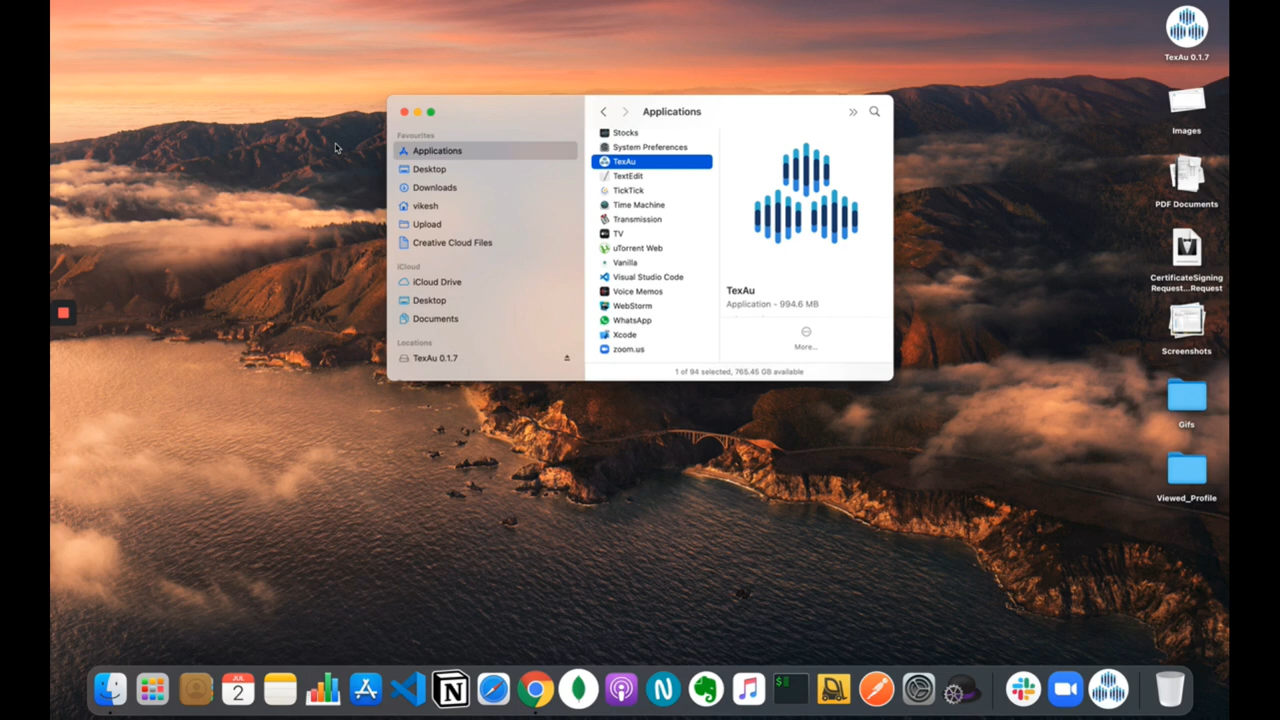 TexAu 0.1.7
Images
PDF Documents
CertificateSigning
Request...Request
Screenshots
Gifs
Viewed_Profile
Favourites
Applications
Desktop
Downloads
vikesh
Upload
Creative Cloud Files
iCloud
iCloud Drive
Desktop
Documents
Locations
TexAu 0.1.7
Applications
Stocks
System Preferences
TexAu
TextEdit
TickTick
Time Machine
Transmission
TV
uTorrent Web
Vanilla
Visual Studio Code
Voice Memos
WebStorm
WhatsApp
Xcode
zoom.us
TexAu
Application - 994.6 MB
More...
1 of 94 selected, 765.45 GB available
JUL
2
N
N
$